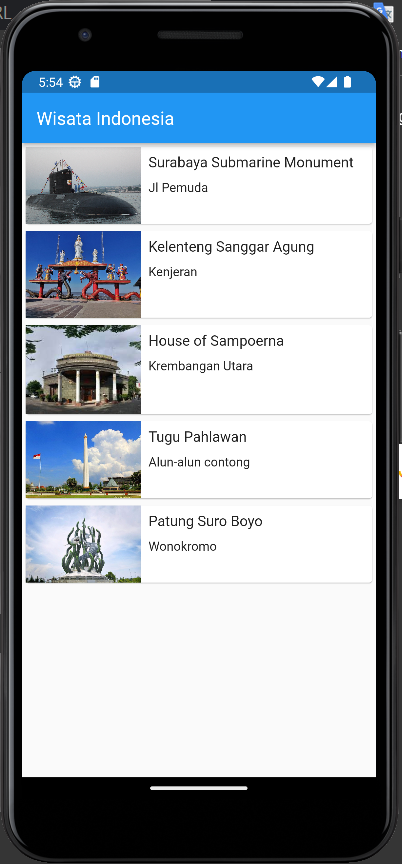 5:54
Wisata Indonesia
Surabaya Submarine Monument
Jl Pemuda
Kelenteng Sanggar Agung
Kenjeran
House of Sampoerna
Krembangan Utara
Tugu Pahlawan
Alun-alun contong
Patung Suro Boyo
Wonokromo